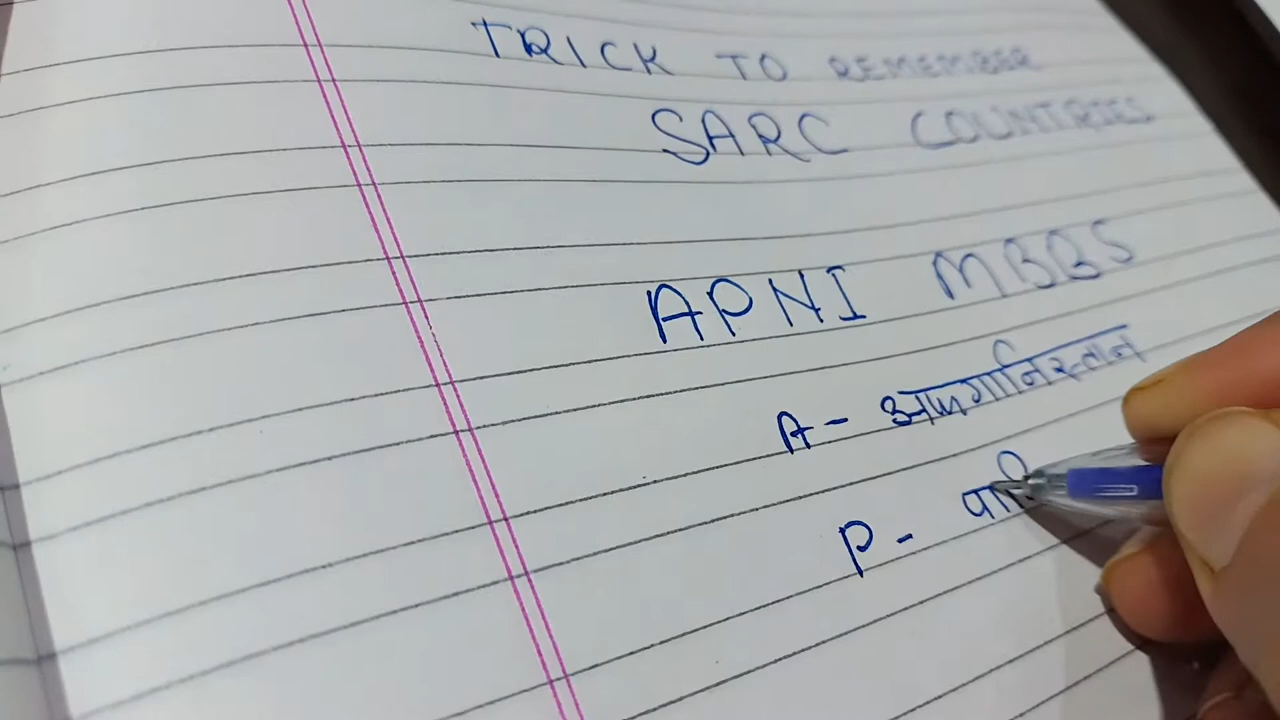 TRICK TO REMEMBER
SARC COUNTRIES
APNI MBBS
A - अफगानिस्तान
P - पाि